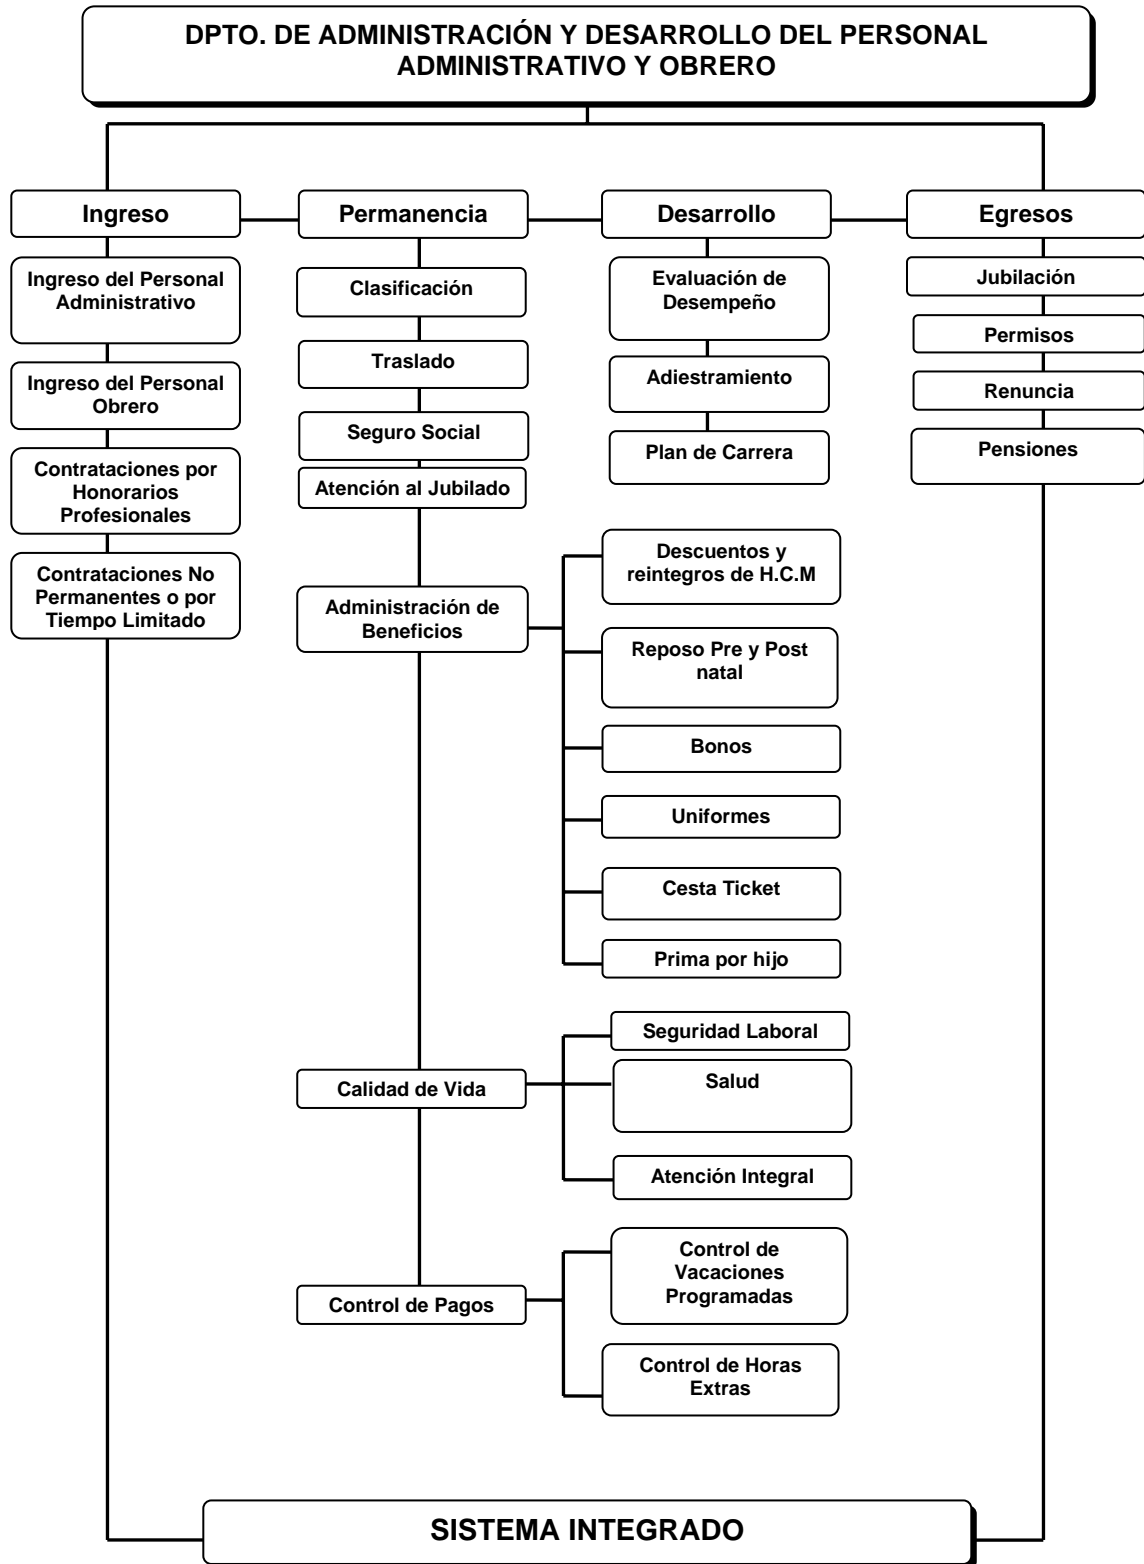 DPTO. DE ADMINISTRACIÓN Y DESARROLLO DEL PERSONAL
ADMINISTRATIVO Y OBRERO
Ingreso
Permanencia
Desarrollo
Egresos
Ingreso del Personal
Administrativo
Ingreso del Personal
Obrero
Contrataciones por
Honorarios
Profesionales
Contrataciones No
Permanentes o por
Tiempo Limitado
Clasificación
Traslado
Seguro Social
Atención al Jubilado
Administración de
Beneficios
Calidad de Vida
Control de Pagos
Evaluación de
Desempeño
Adiestramiento
Plan de Carrera
Descuentos y
reintegros de H.C.M
Reposo Pre y Post
natal
Bonos
Uniformes
Cesta Ticket
Prima por hijo
Seguridad Laboral
Salud
Atención Integral
Control de
Vacaciones
Programadas
Control de Horas
Extras
Jubilación
Permisos
Renuncia
Pensiones
SISTEMA INTEGRADO